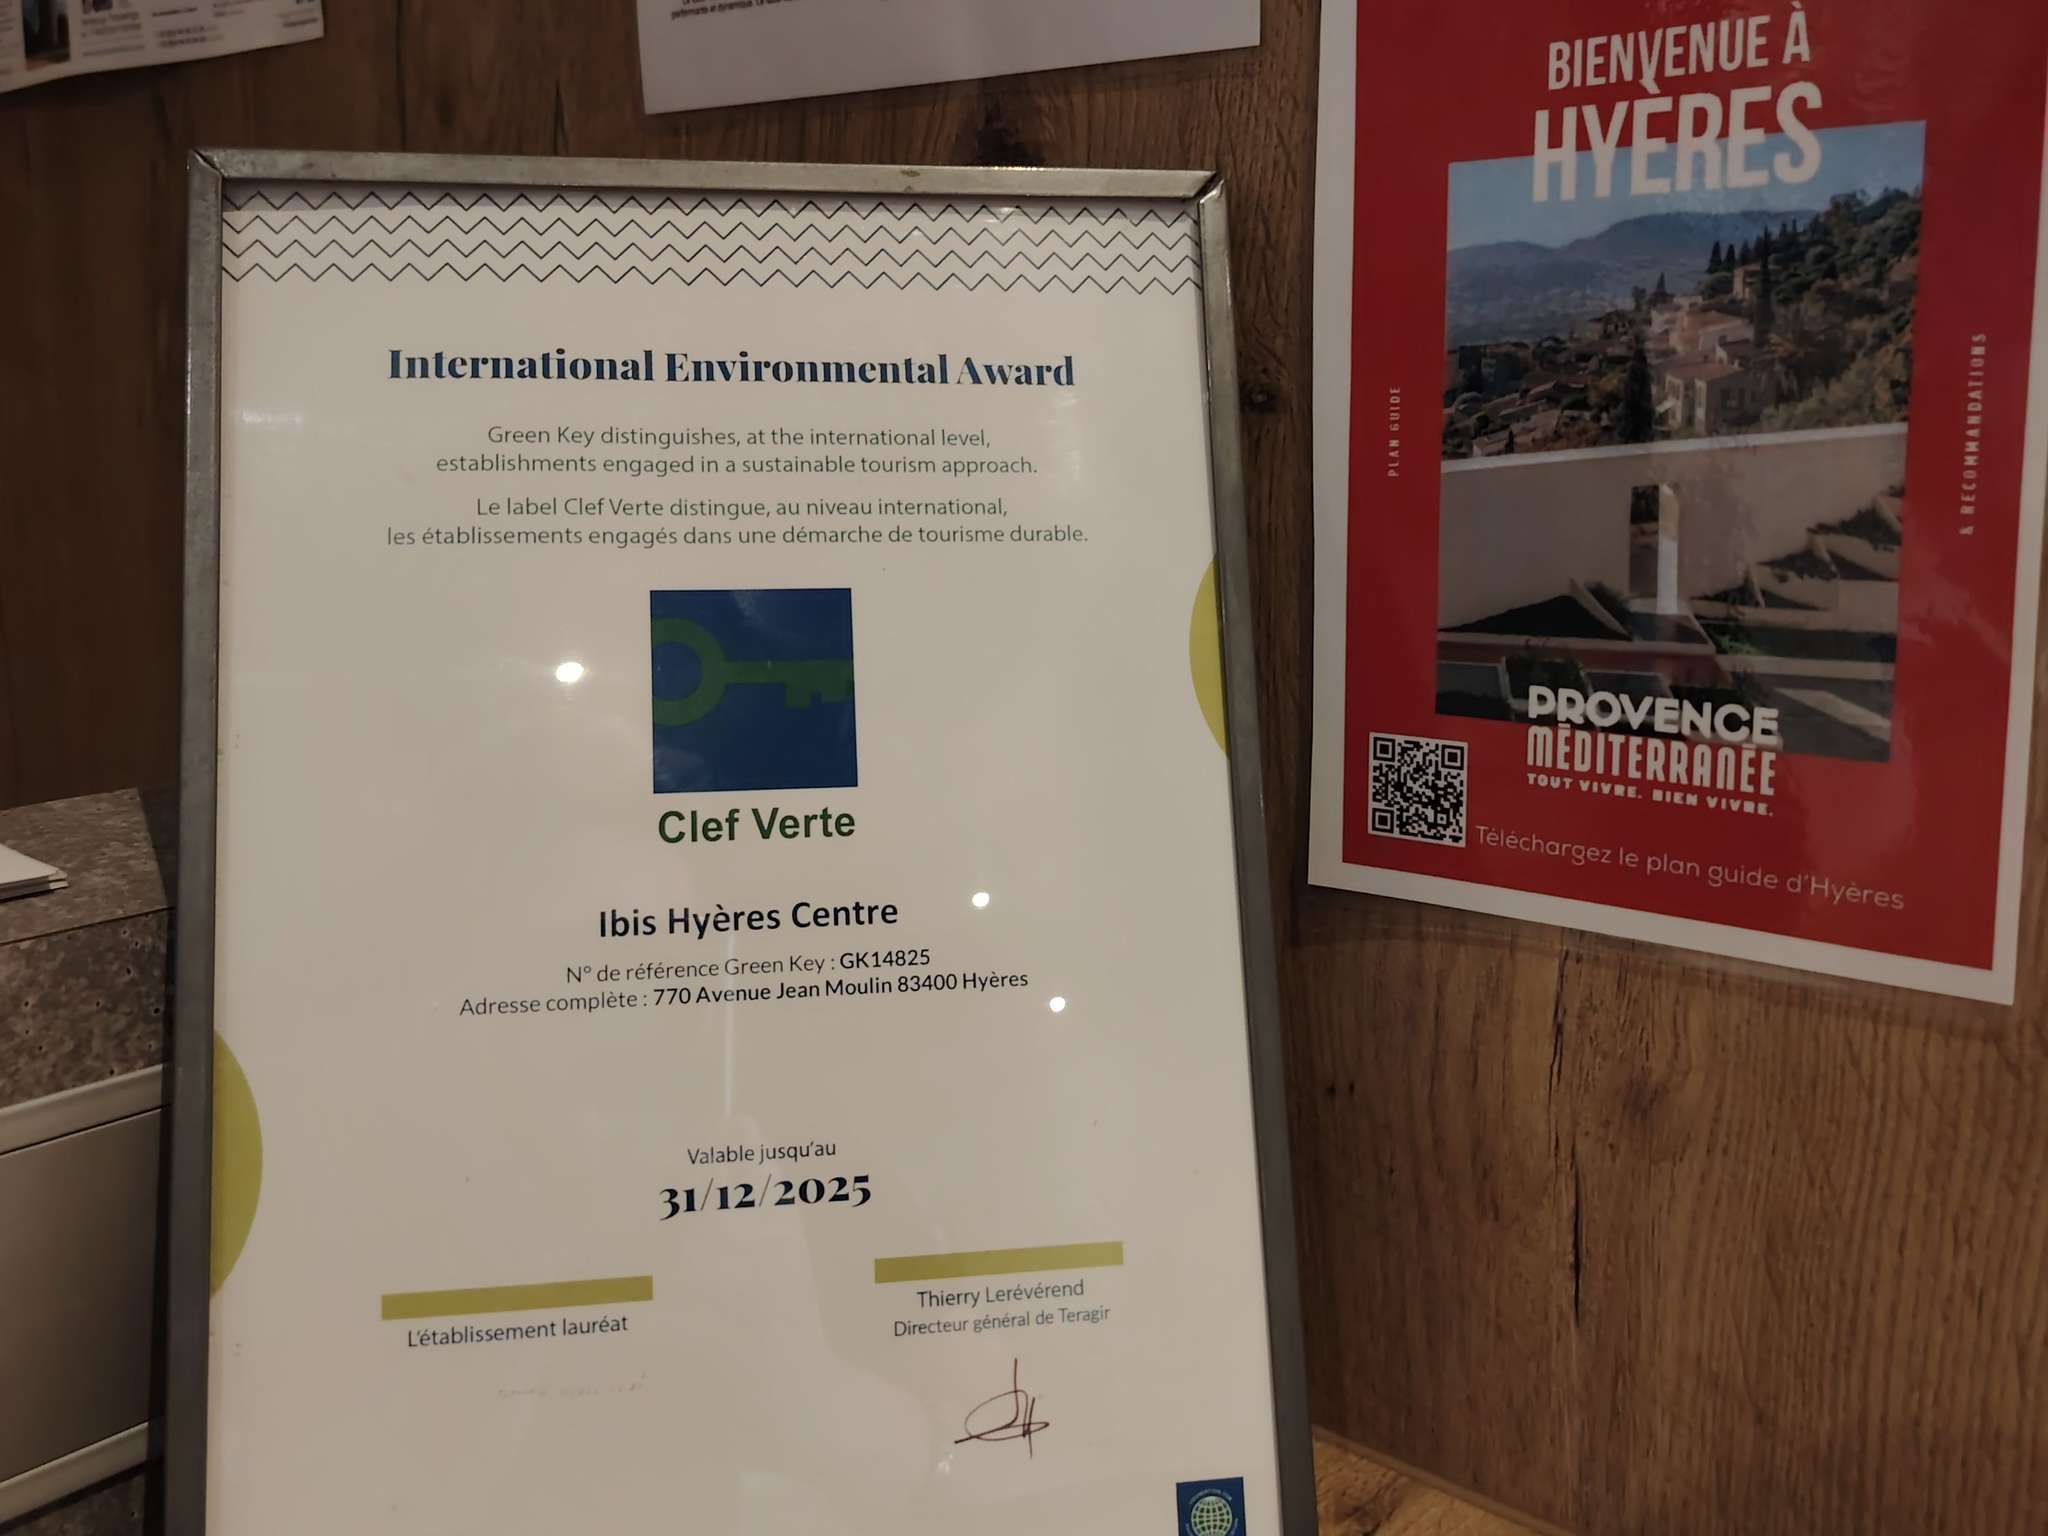 International Environmental Award
Green Key distinguishes, at the international level,
establishments engaged in a sustainable tourism approach.
Le label Clef Verte distingue, au niveau international,
les établissements engagés dans une démarche de tourisme durable.
Clef Verte
Ibis Hyères Centre
N° de référence Green Key : GK14825
Adresse complète : 770 Avenue Jean Moulin 83400 Hyères
Valable jusqu'au
31/12/2025
L'établissement lauréat
Thierry Lerévérend
Directeur général de Teragir
BIENVENUE À
HYÈRES
PLAN GUIDE
& RECOMMANDATIONS
PROVENCE
MÉDITERRANÉE
TOUT VIVRE. BIEN VIVRE.
Téléchargez le plan guide d'Hyères